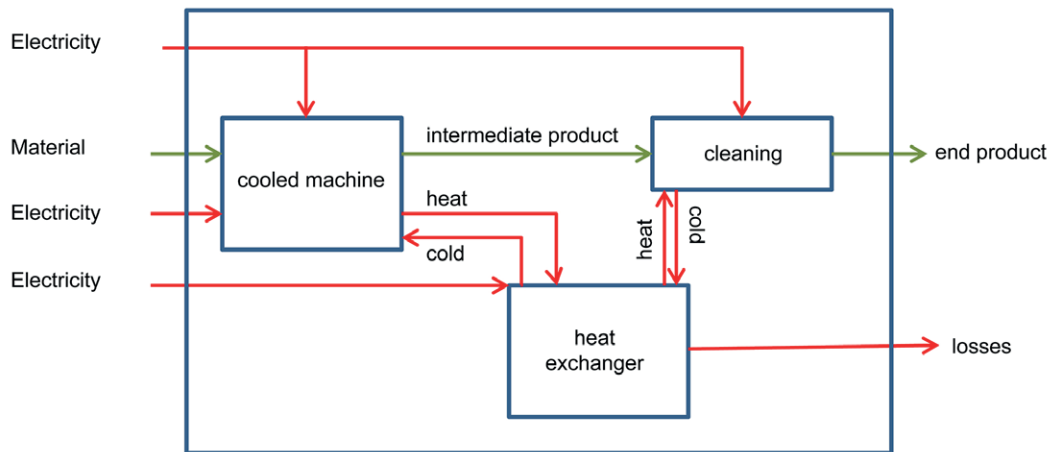 Electricity
Material
intermediate product
cleaning
end product
cooled machine
Electricity
heat
cold
heat
cold
Electricity
heat
exchanger
losses